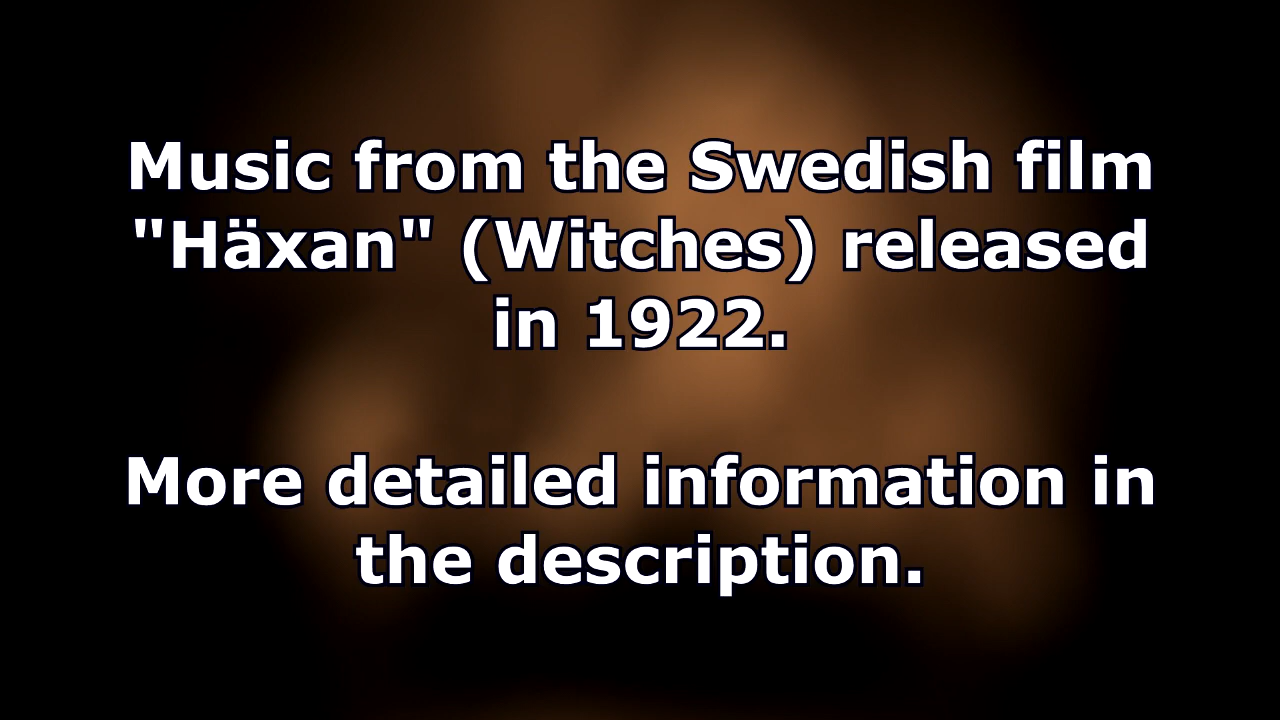 Music from the Swedish film
"Häxan" (Witches) released
in 1922.
More detailed information in
the description.